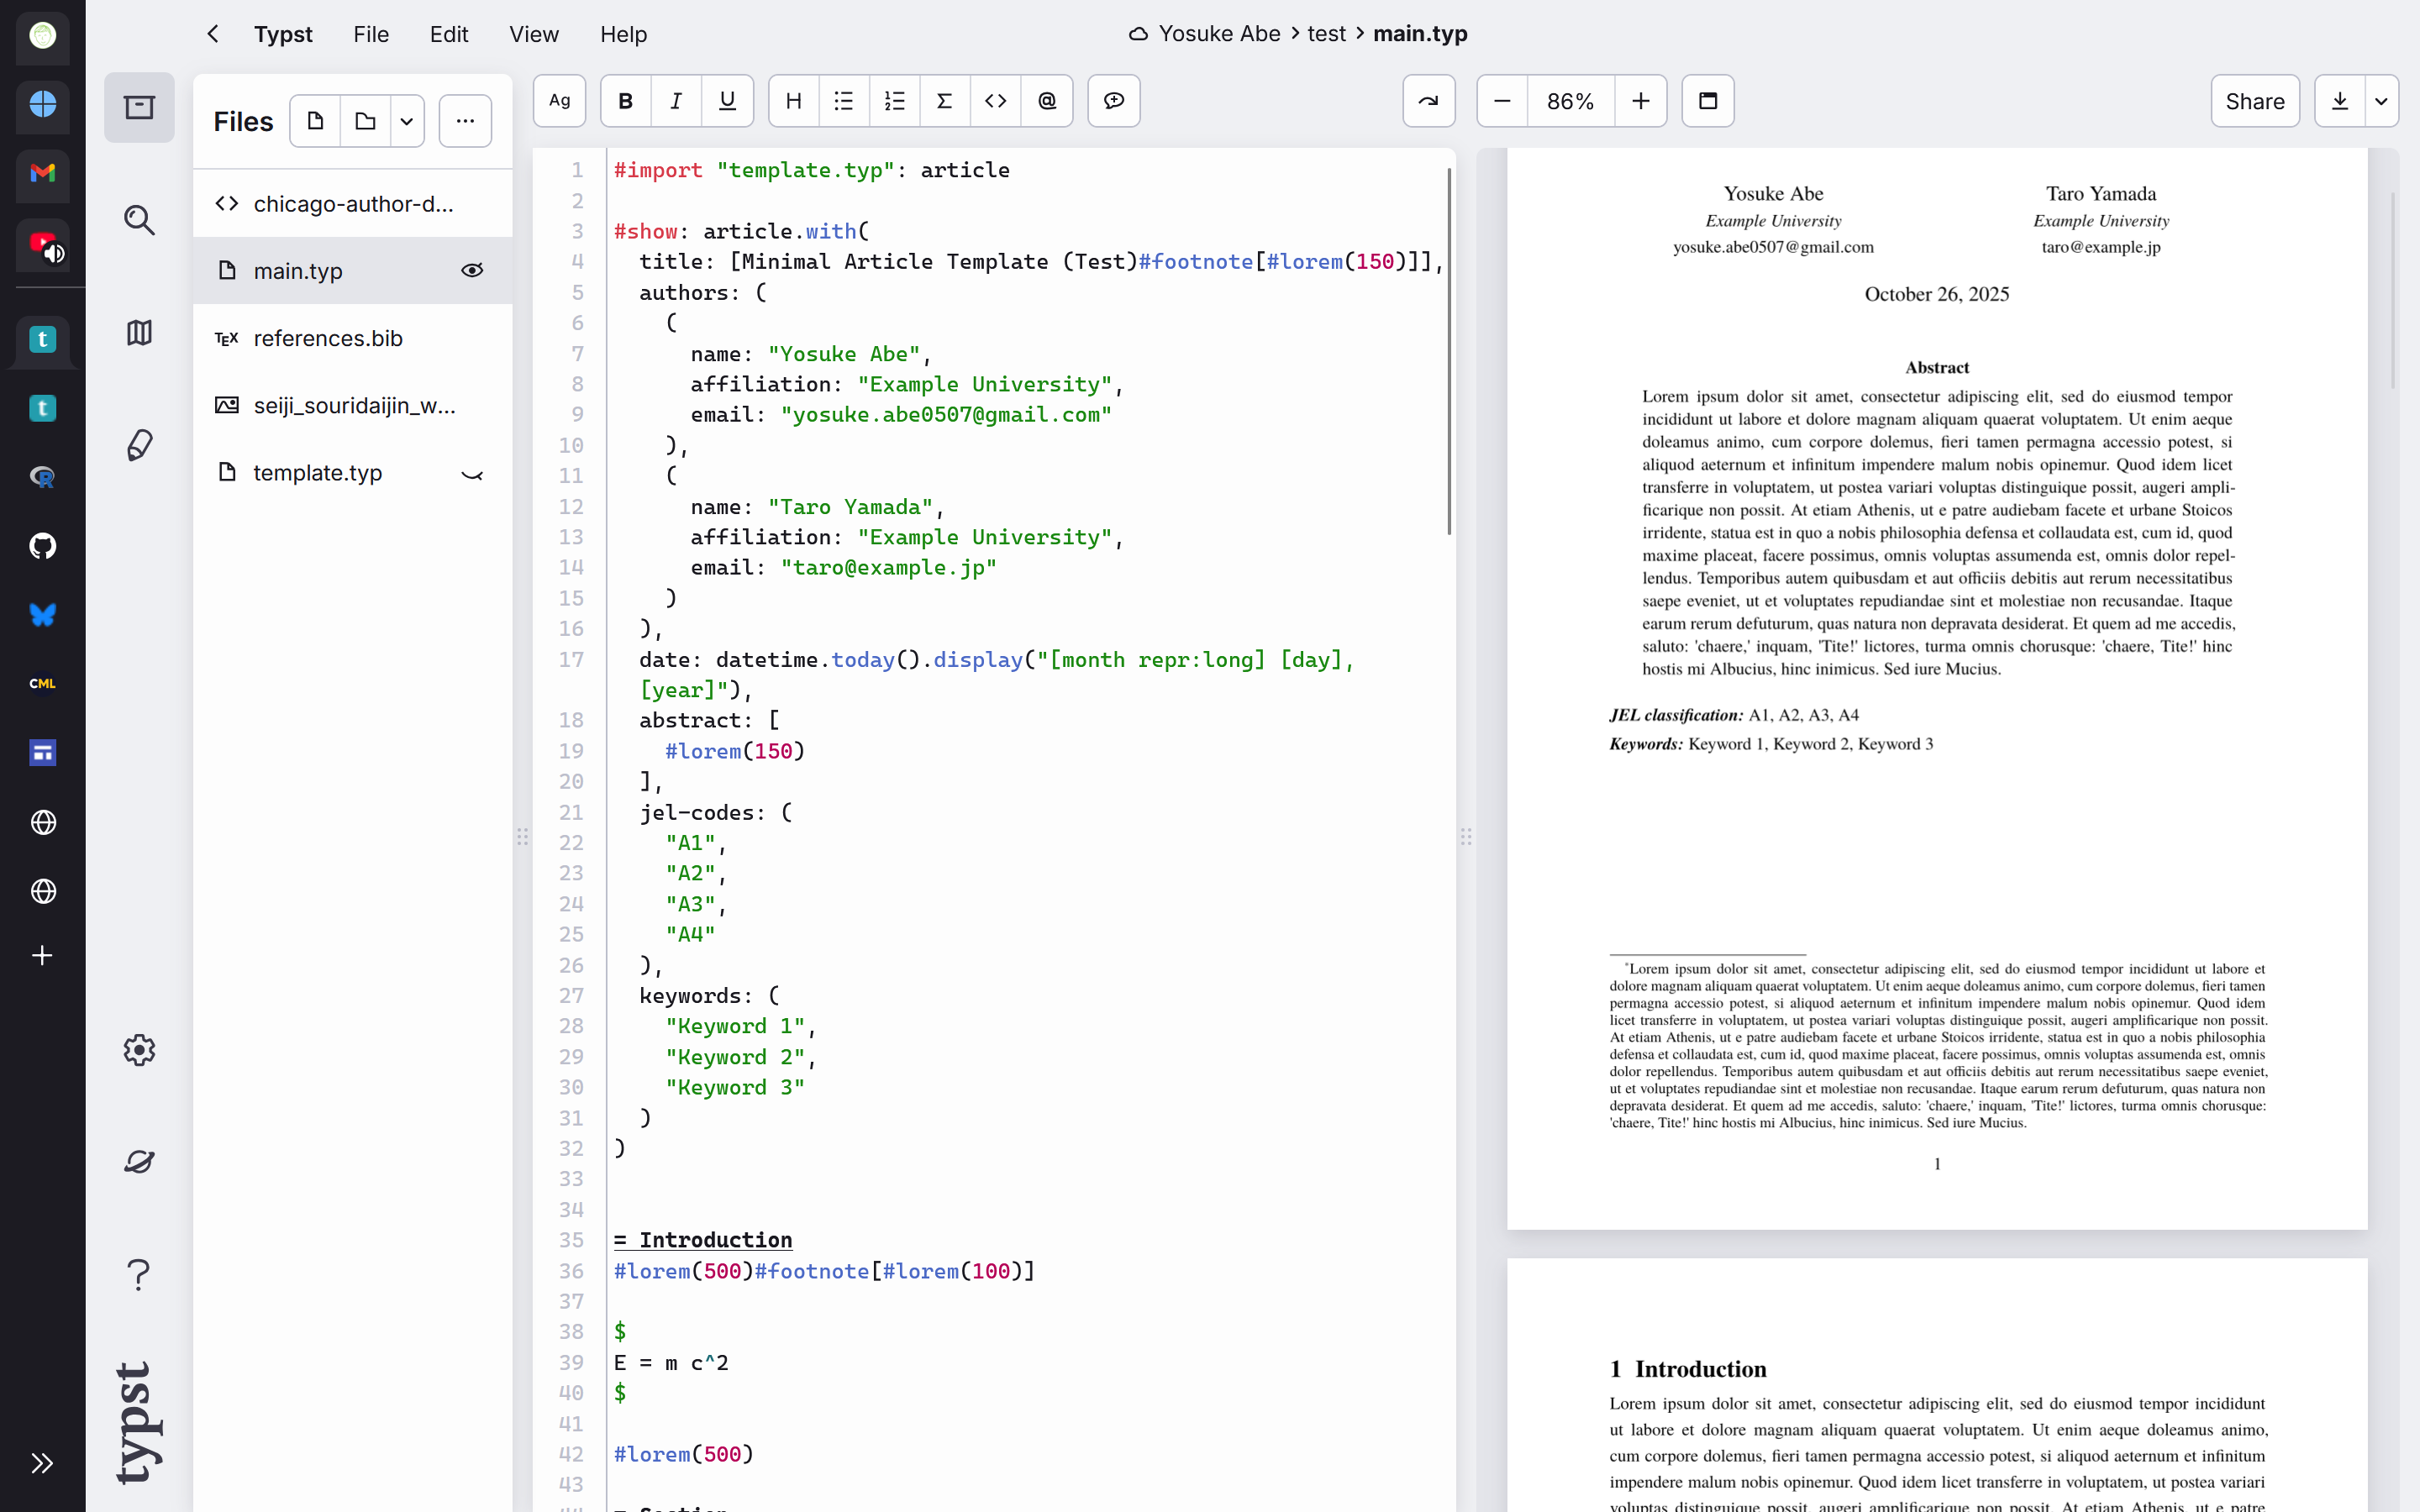 Typst File Edit View Help
Yosuke Abe > test > main.typ
Ag B I U H Σ <> @
86%
Share
Files
chicago-author-d...
main.typ
TEX references.bib
seiji_souridaijin_w...
template.typ
t
t
R
CML
typst
1 #import "template.typ": article
2
3 #show: article.with(
4 title: [Minimal Article Template (Test)#footnote[#lorem(150)]],
5 authors: (
6 (
7 name: "Yosuke Abe",
8 affiliation: "Example University",
9 email: "yosuke.abe0507@gmail.com"
10 ),
11 (
12 name: "Taro Yamada",
13 affiliation: "Example University",
14 email: "taro@example.jp"
15 )
16 ),
17 date: datetime.today().display("[month repr:long] [day],
[year]"),
18 abstract: [
19 #lorem(150)
20 ],
21 jel-codes: (
22 "A1",
23 "A2",
24 "A3",
25 "A4"
26 ),
27 keywords: (
28 "Keyword 1",
29 "Keyword 2",
30 "Keyword 3"
31 )
32 )
33
34
35 = Introduction
36 #lorem(500)#footnote[#lorem(100)]
37
38 $
39 E = m c^2
40 $
41
42 #lorem(500)
43
Yosuke Abe Taro Yamada
Example University Example University
yosuke.abe0507@gmail.com taro@example.jp
October 26, 2025
Abstract
Lorem ipsum dolor sit amet, consectetur adipiscing elit, sed do eiusmod tempor
incididunt ut labore et dolore magnam aliquam quaerat voluptatem. Ut enim aeque
doleamus animo, cum corpore dolemus, fieri tamen permagna accessio potest, si
aliquod aeternum et infinitum impendere malum nobis opinemur. Quod idem licet
transferre in voluptatem, ut postea variari voluptas distinguique possit, augeri ampli-
ficarique non possit. At etiam Athenis, ut e patre audiebam facete et urbane Stoicos
irridente, statua est in quo a nobis philosophia defensa et collaudata est, cum id, quod
maxime placeat, facere possimus, omnis voluptas assumenda est, omnis dolor repel-
lendus. Temporibus autem quibusdam et aut officiis debitis aut rerum necessitatibus
saepe eveniet, ut et voluptates repudiandae sint et molestiae non recusandae. Itaque
earum rerum defuturum, quas natura non depravata desiderat. Et quem ad me accedis,
saluto: 'chaere,' inquam, 'Tite!' lictores, turma omnis chorusque: 'chaere, Tite!' hinc
hostis mi Albucius, hinc inimicus. Sed iure Mucius.
JEL classification: A1, A2, A3, A4
Keywords: Keyword 1, Keyword 2, Keyword 3
*Lorem ipsum dolor sit amet, consectetur adipiscing elit, sed do eiusmod tempor incididunt ut labore et
dolore magnam aliquam quaerat voluptatem. Ut enim aeque doleamus animo, cum corpore dolemus, fieri tamen
permagna accessio potest, si aliquod aeternum et infinitum impendere malum nobis opinemur. Quod idem
licet transferre in voluptatem, ut postea variari voluptas distinguique possit, augeri amplificarique non possit.
At etiam Athenis, ut e patre audiebam facete et urbane Stoicos irridente, statua est in quo a nobis philosophia
defensa et collaudata est, cum id, quod maxime placeat, facere possimus, omnis voluptas assumenda est, omnis
dolor repellendus. Temporibus autem quibusdam et aut officiis debitis aut rerum necessitatibus saepe eveniet,
ut et voluptates repudiandae sint et molestiae non recusandae. Itaque earum rerum defuturum, quas natura non
depravata desiderat. Et quem ad me accedis, saluto: 'chaere,' inquam, 'Tite!' lictores, turma omnis chorusque:
'chaere, Tite!' hinc hostis mi Albucius, hinc inimicus. Sed iure Mucius.
1
1 Introduction
Lorem ipsum dolor sit amet, consectetur adipiscing elit, sed do eiusmod tempor incididunt
ut labore et dolore magnam aliquam quaerat voluptatem. Ut enim aeque doleamus animo,
cum corpore dolemus, fieri tamen permagna accessio potest, si aliquod aeternum et infinitum
impendere malum nobis opinemur. Quod idem licet transferre in voluptatem, ut postea variari
voluptas distinguique possit, augeri amplificarique non possit. At etiam Athenis, ut e patre